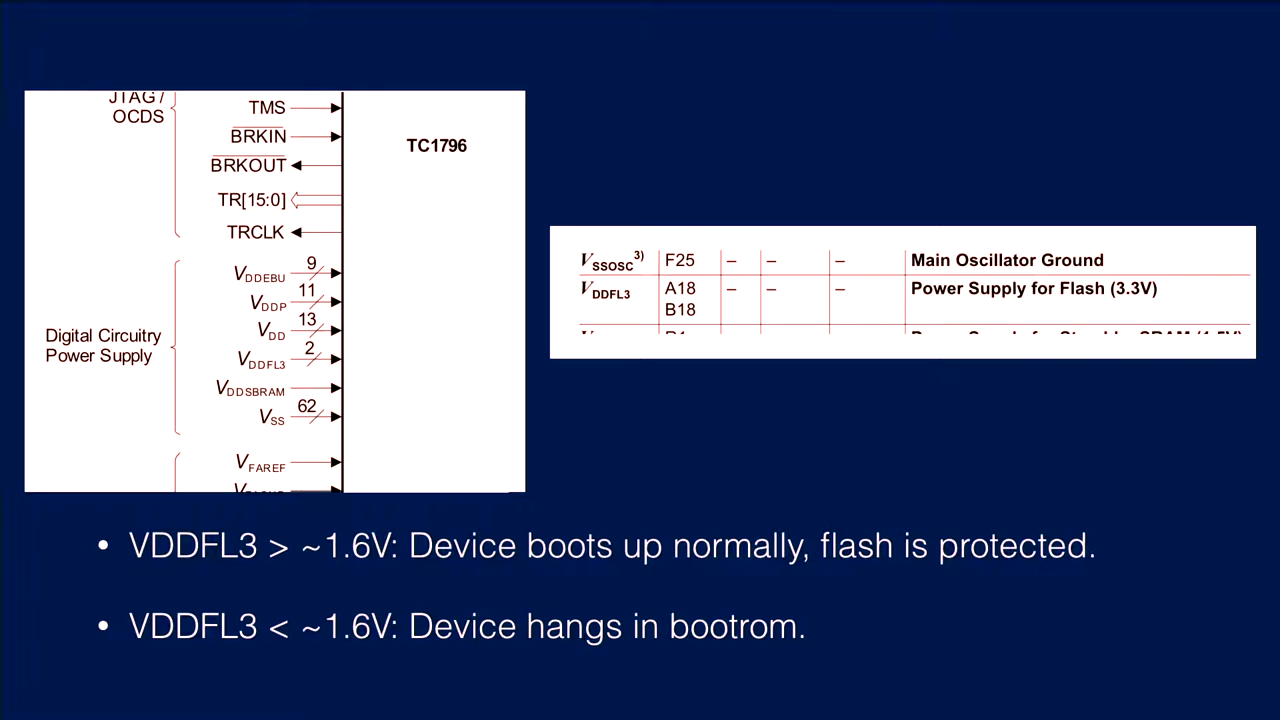 JTAG /
OCDS
TMS
BRKIN
BRKOUT
TR[15:0]
TRCLK
TC1796
Digital Circuitry
Power Supply
VDDEBU 9
VDDP 11
VDD 13
VDDFL3 2
VDDSBRAM
VSS 62
VFAREF
VSSOSC3) F25 – – – Main Oscillator Ground
VDDFL3 A18 – – – Power Supply for Flash (3.3V)
B18
• VDDFL3 > ~1.6V: Device boots up normally, flash is protected.
• VDDFL3 < ~1.6V: Device hangs in bootrom.